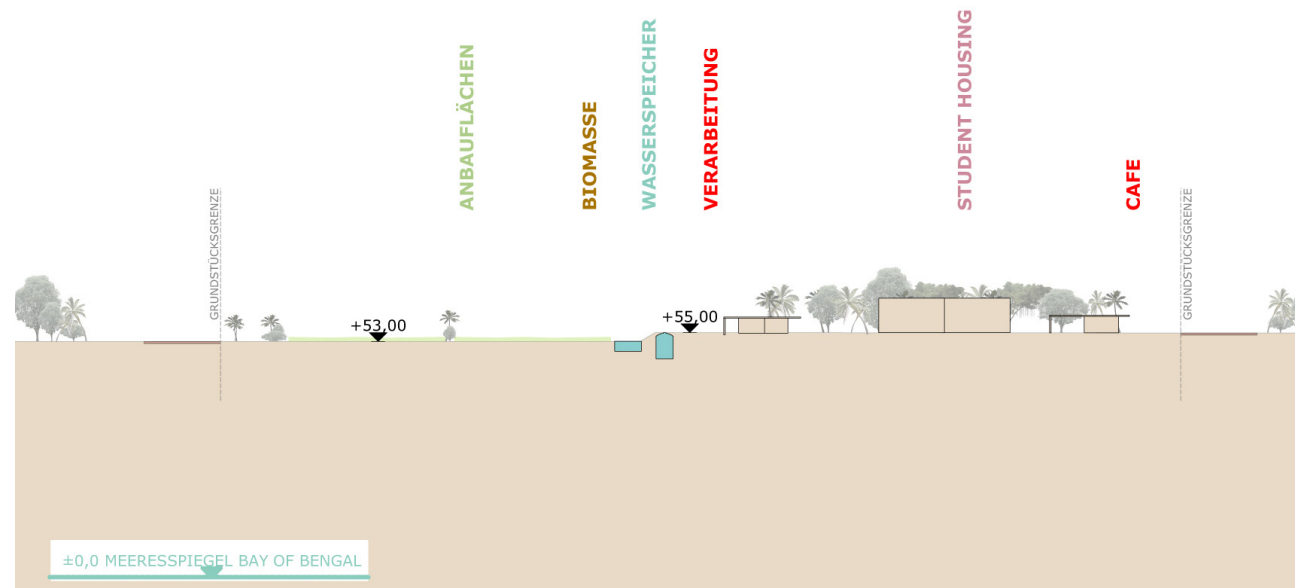 ANBAUFLÄCHEN
BIOMASSE
WASSERSPEICHER
VERARBEITUNG
STUDENT HOUSING
CAFE
GRUNDSTÜCKSGRENZE
GRUNDSTÜCKSGRENZE
+53,00
+55,00
±0,0 MEERESSPIEGEL BAY OF BENGAL